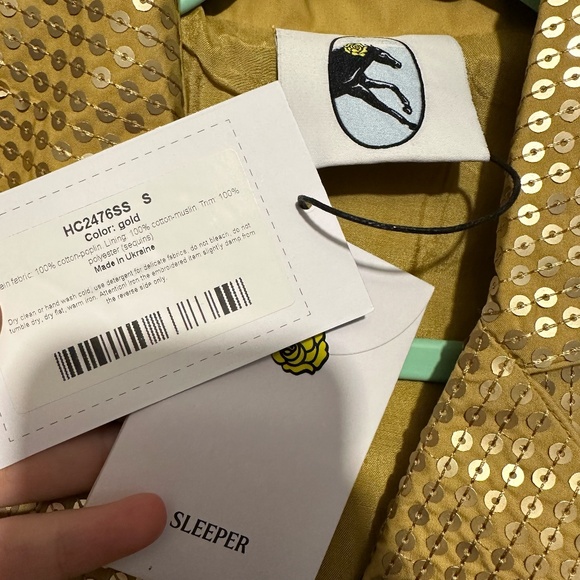 HC2476SS S
Color: gold
ain febric: 100% cotton-poplin. Lining: 100% cotton-muslin. Trim: 100%
polyester (sequins)
Made in Ukraine
Dry clean or hand wash cold, use detergent for delicate fabrics, do not bleach, do not
tumble dry, dry flat, warm iron. Attention! Iron the embroidered item slightly damp from
the reverse side only.
SLEEPER